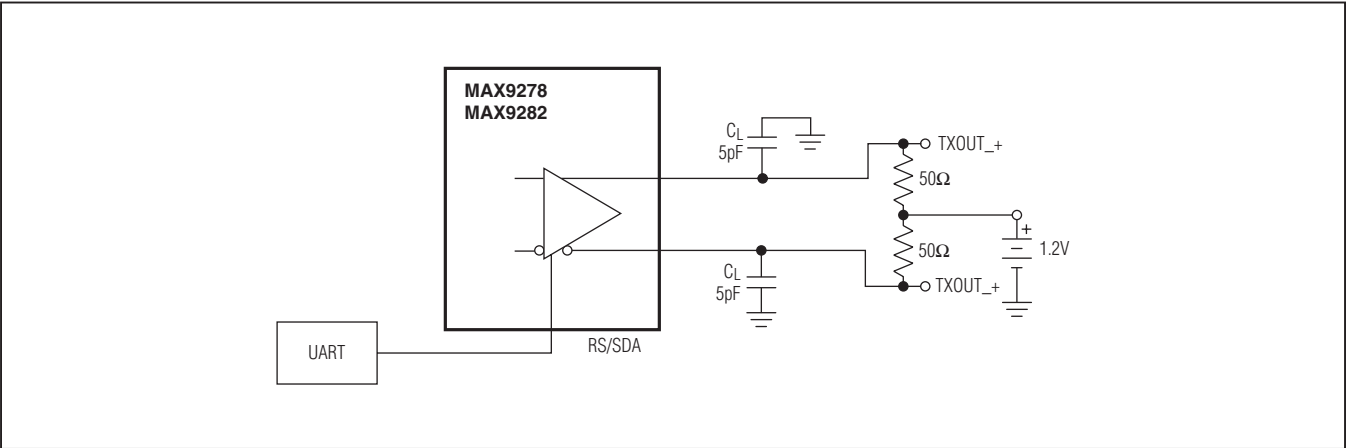 MAX9278
MAX9282
CL
5pF
TXOUT_+
50Ω
+
1.2V
50Ω
CL
5pF
TXOUT_+
RS/SDA
UART